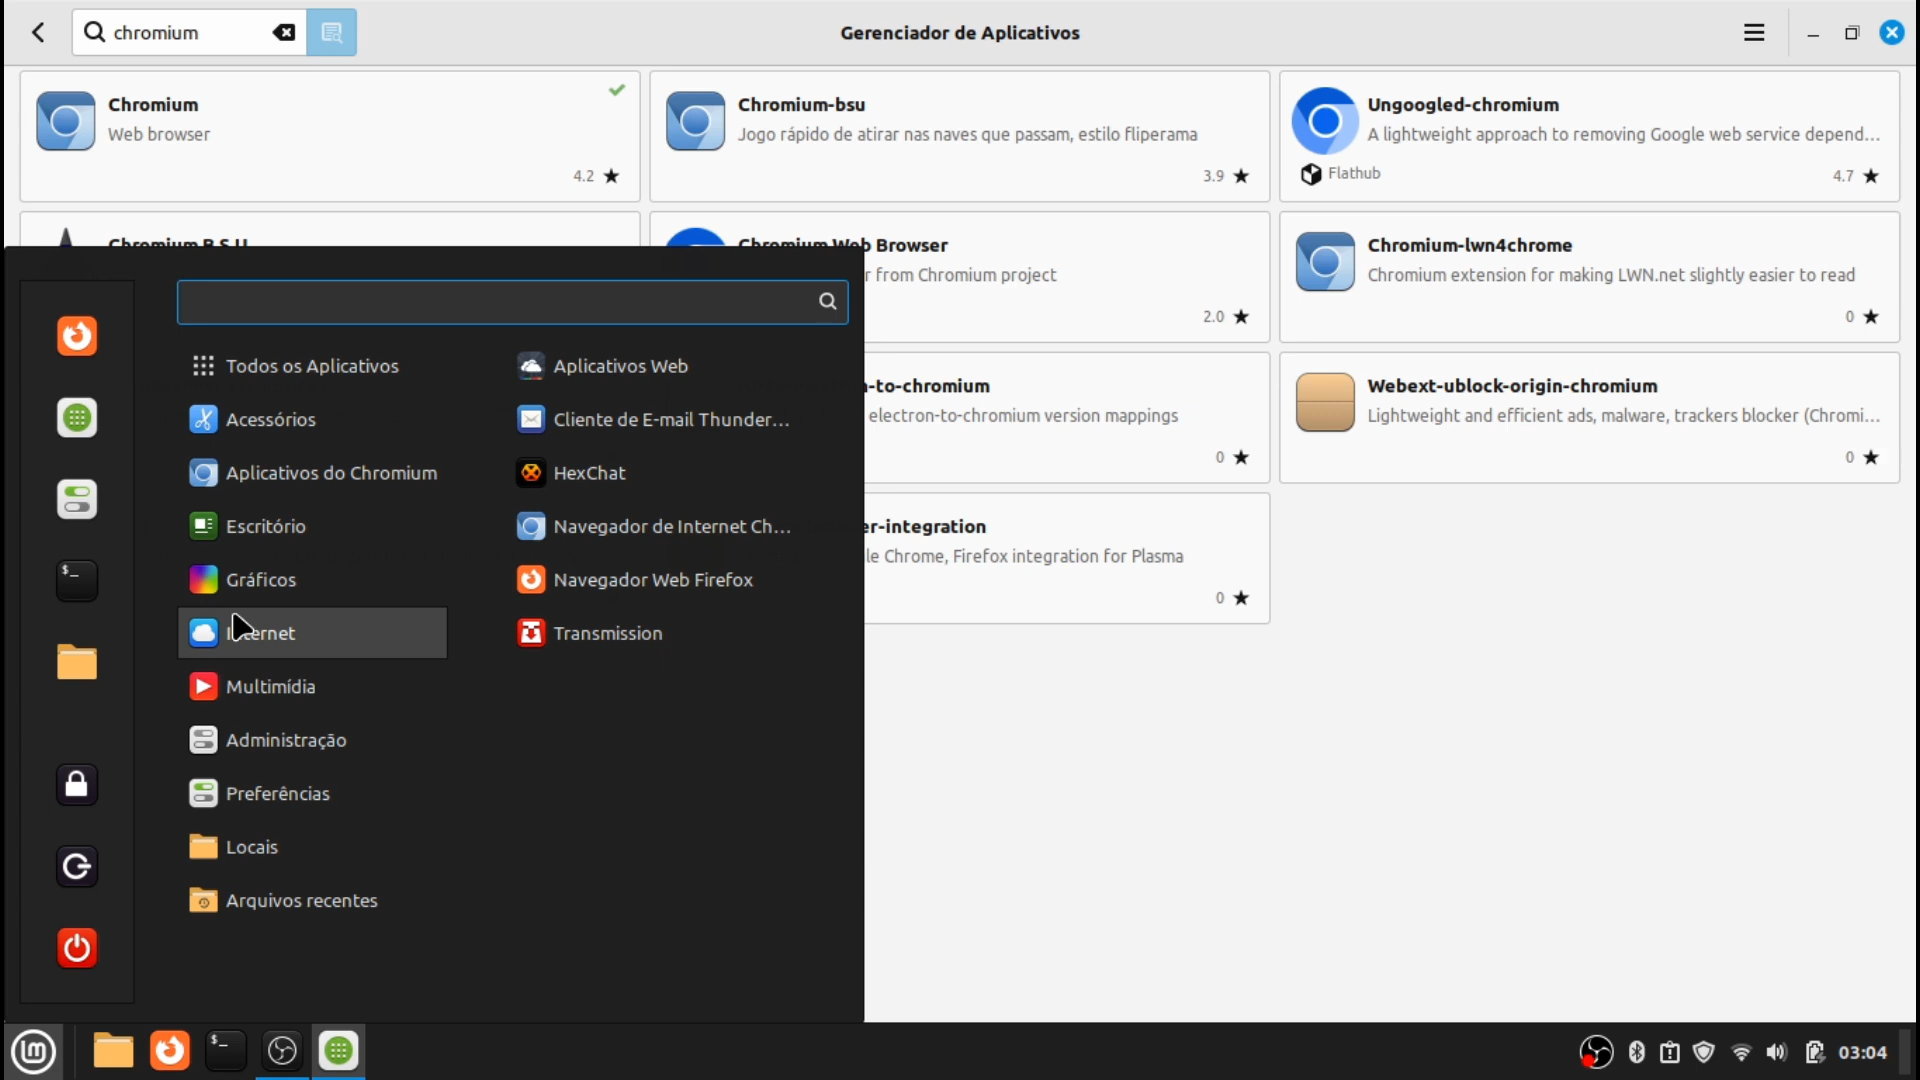 chromium
Gerenciador de Aplicativos
Chromium
Web browser
4.2 ★
Chromium-bsu
Jogo rápido de atirar nas naves que passam, estilo fliperama
3.9 ★
Ungoogled-chromium
A lightweight approach to removing Google web service depend...
Flathub
4.7 ★
Chromium B.S.U.
Chromium Web Browser
r from Chromium project
2.0 ★
Chromium-lwn4chrome
Chromium extension for making LWN.net slightly easier to read
0 ★
-to-chromium
electron-to-chromium version mappings
0 ★
Webext-ublock-origin-chromium
Lightweight and efficient ads, malware, trackers blocker (Chromi...
0 ★
er-integration
le Chrome, Firefox integration for Plasma
0 ★
Todos os Aplicativos
Acessórios
Aplicativos do Chromium
Escritório
Gráficos
Internet
Multimídia
Administração
Preferências
Locais
Arquivos recentes
Aplicativos Web
Cliente de E-mail Thunder...
HexChat
Navegador de Internet Ch...
Navegador Web Firefox
Transmission
03:04